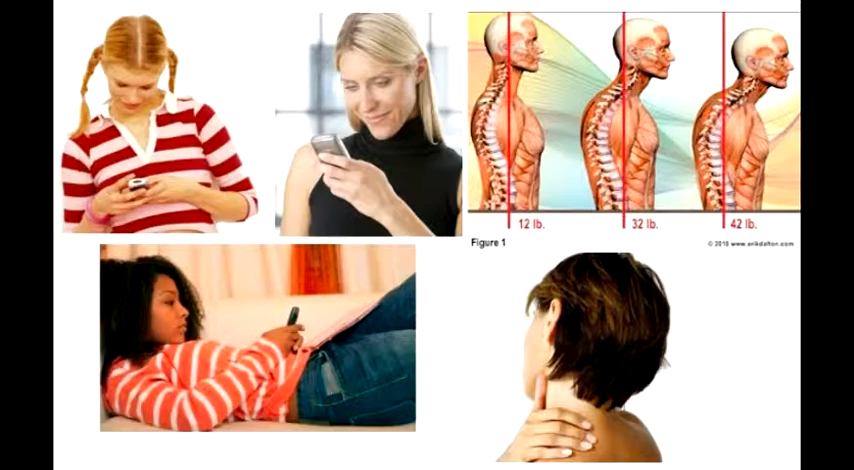 12 lb.
32 lb.
42 lb.
Figure 1
© 2010 www.erikdalton.com